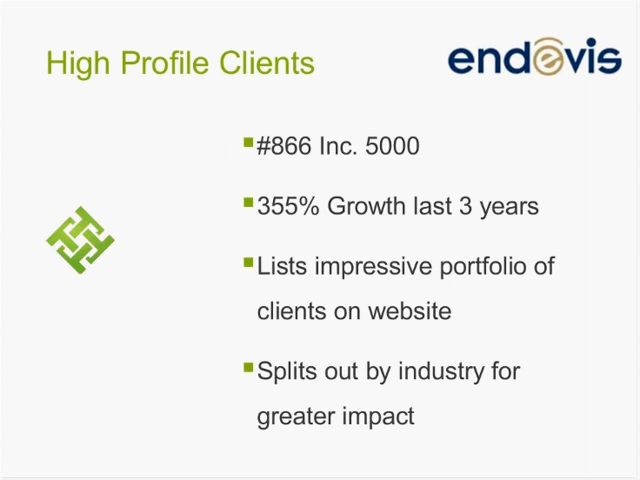 High Profile Clients
endevis
#866 Inc. 5000
355% Growth last 3 years
Lists impressive portfolio of
clients on website
Splits out by industry for
greater impact